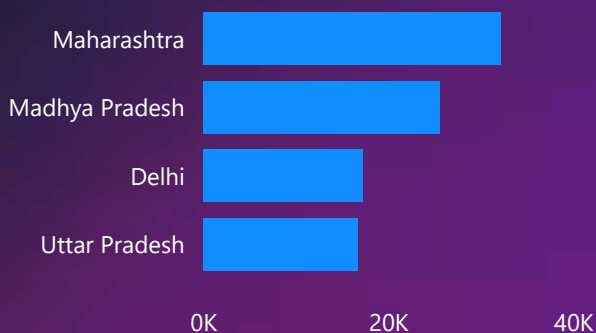 Maharashtra
Madhya Pradesh
Delhi
Uttar Pradesh
0K 20K 40K